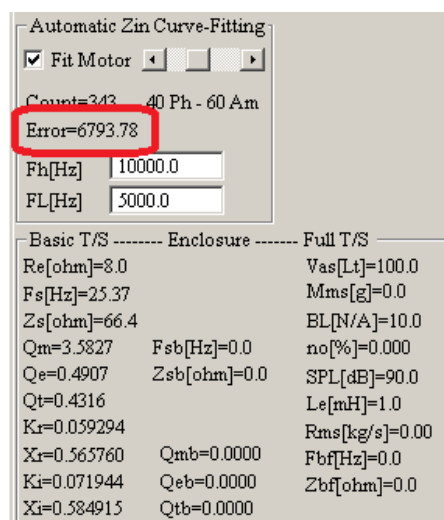 Automatic Zin Curve-Fitting
Fit Motor
Count=343 40 Ph - 60 Am
Error=6793.78
Fh[Hz] 10000.0
FL[Hz] 5000.0
Basic T/S -------- Enclosure ------- Full T/S
Re[ohm]=8.0 Vas[Lt]=100.0
Fs[Hz]=25.37 Mms[g]=0.0
Zs[ohm]=66.4 BL[N/A]=10.0
Qm=3.5827 Fsb[Hz]=0.0 no[%]=0.000
Qe=0.4907 Zsb[ohm]=0.0 SPL[dB]=90.0
Qt=0.4316 Le[mH]=1.0
Kr=0.059294 Rms[kg/s]=0.00
Xr=0.565760 Qmb=0.0000 Fbf[Hz]=0.0
Ki=0.071944 Qeb=0.0000 Zbf[ohm]=0.0
Xi=0.584915 Qtb=0.0000